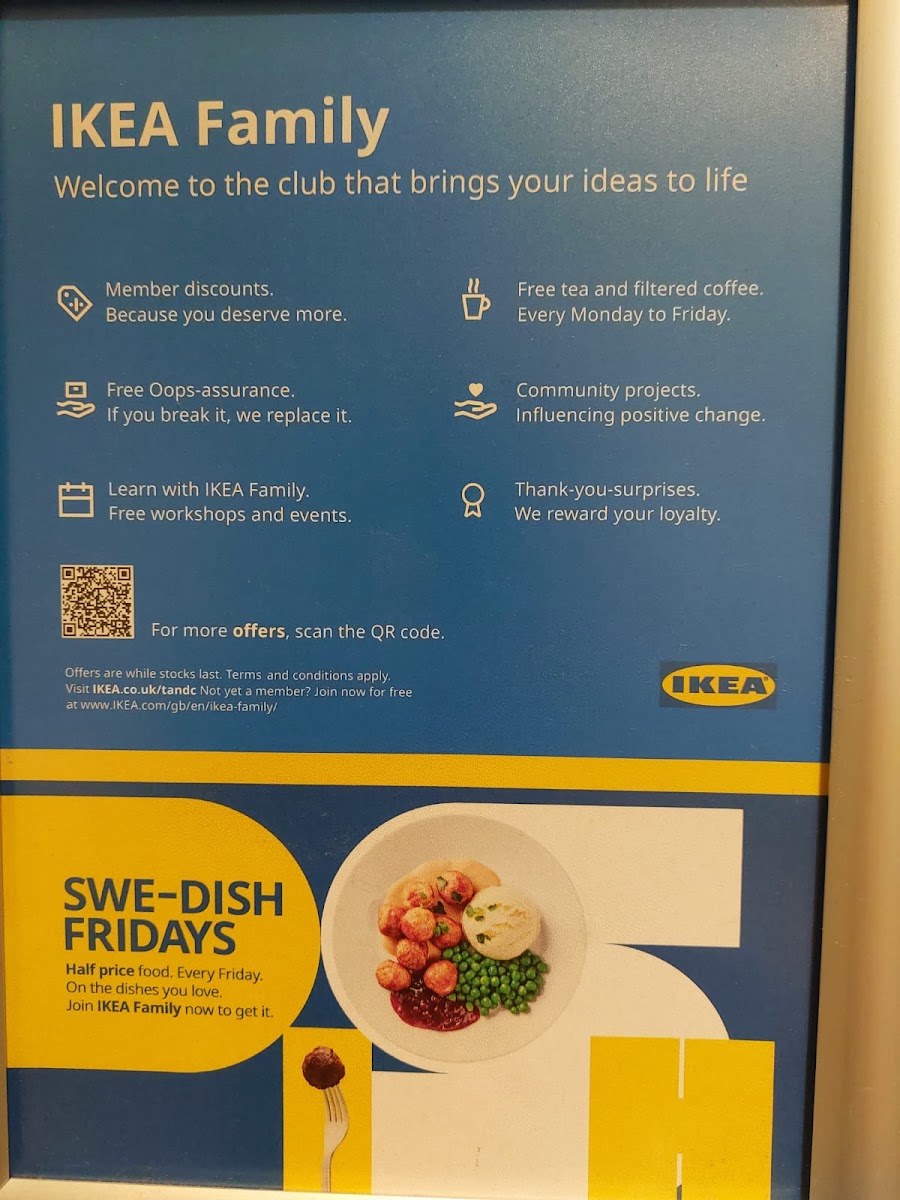 IKEA Family
Welcome to the club that brings your ideas to life
Member discounts.
Because you deserve more.
Free tea and filtered coffee.
Every Monday to Friday.
Free Oops-assurance.
If you break it, we replace it.
Community projects.
Influencing positive change.
Learn with IKEA Family.
Free workshops and events.
Thank-you-surprises.
We reward your loyalty.
For more offers, scan the QR code.
Offers are while stocks last. Terms and conditions apply.
Visit IKEA.co.uk/tandc Not yet a member? Join now for free
at www.IKEA.com/gb/en/ikea-family/
IKEA®
SWE-DISH
FRIDAYS
Half price food. Every Friday.
On the dishes you love.
Join IKEA Family now to get it.